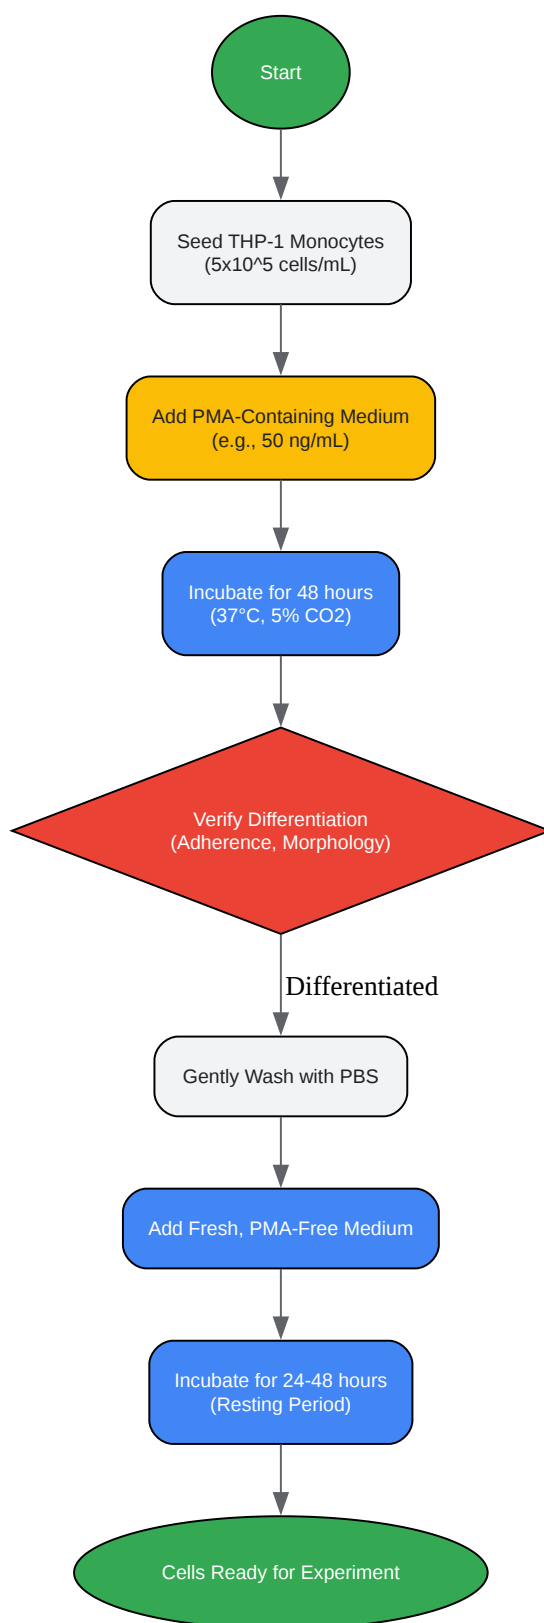 Start
Seed THP-1 Monocytes
(5x10^5 cells/mL)
Add PMA-Containing Medium
(e.g., 50 ng/mL)
Incubate for 48 hours
(37°C, 5% CO2)
Verify Differentiation
(Adherence, Morphology)
Differentiated
Gently Wash with PBS
Add Fresh, PMA-Free Medium
Incubate for 24-48 hours
(Resting Period)
Cells Ready for Experiment